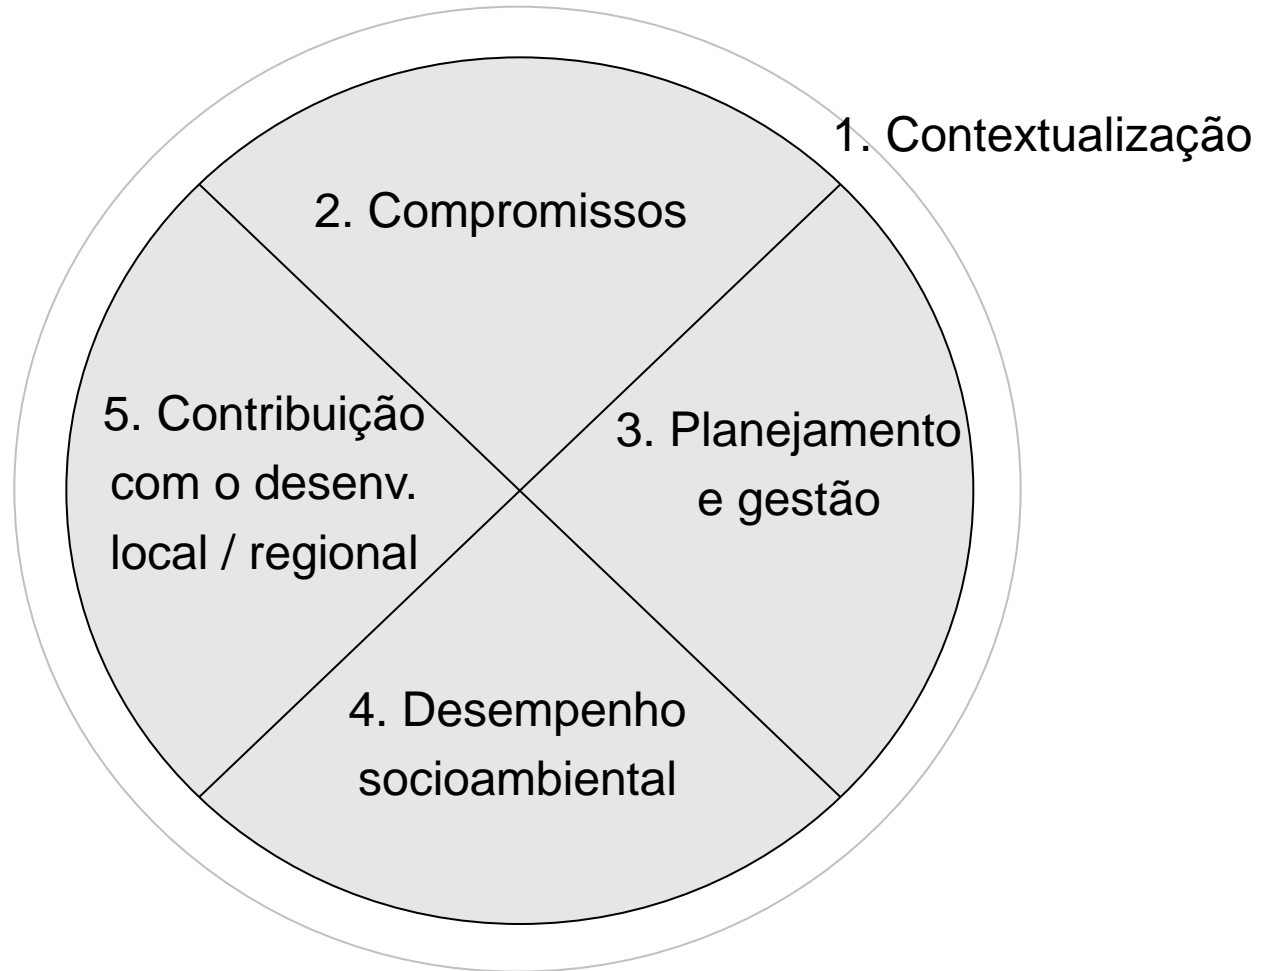 1. Contextualização
2. Compromissos
3. Planejamento
e gestão
4. Desempenho
socioambiental
5. Contribuição
com o desenv.
local / regional